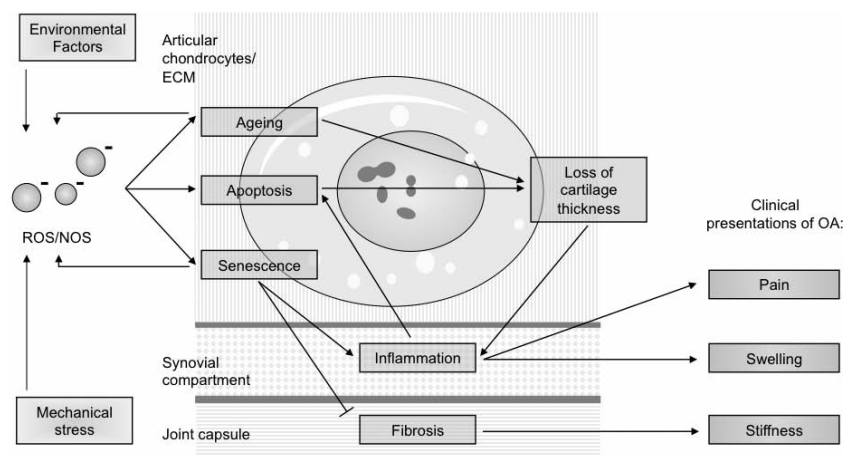 Environmental
Factors
Articular
chondrocytes/
ECM
Ageing
Apoptosis
Loss of
cartilage
thickness
Clinical
presentations of OA:
ROS/NOS
Senescence
Pain
Inflammation
Swelling
Synovial
compartment
Mechanical
stress
Joint capsule
Fibrosis
Stiffness